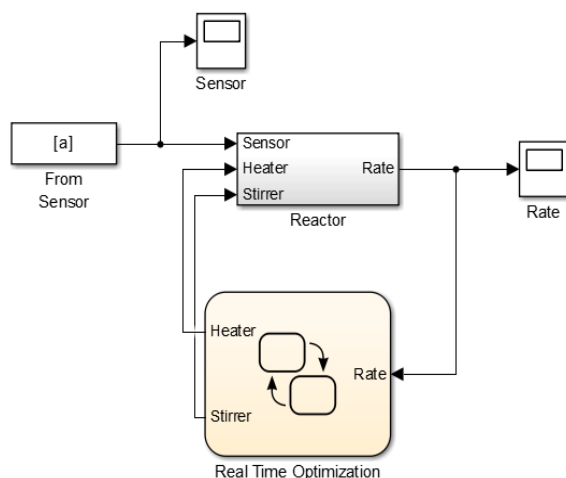 Sensor
[a]
From
Sensor
Sensor
Heater
Stirrer
Rate
Reactor
Rate
Heater
Stirrer
Rate
Real Time Optimization